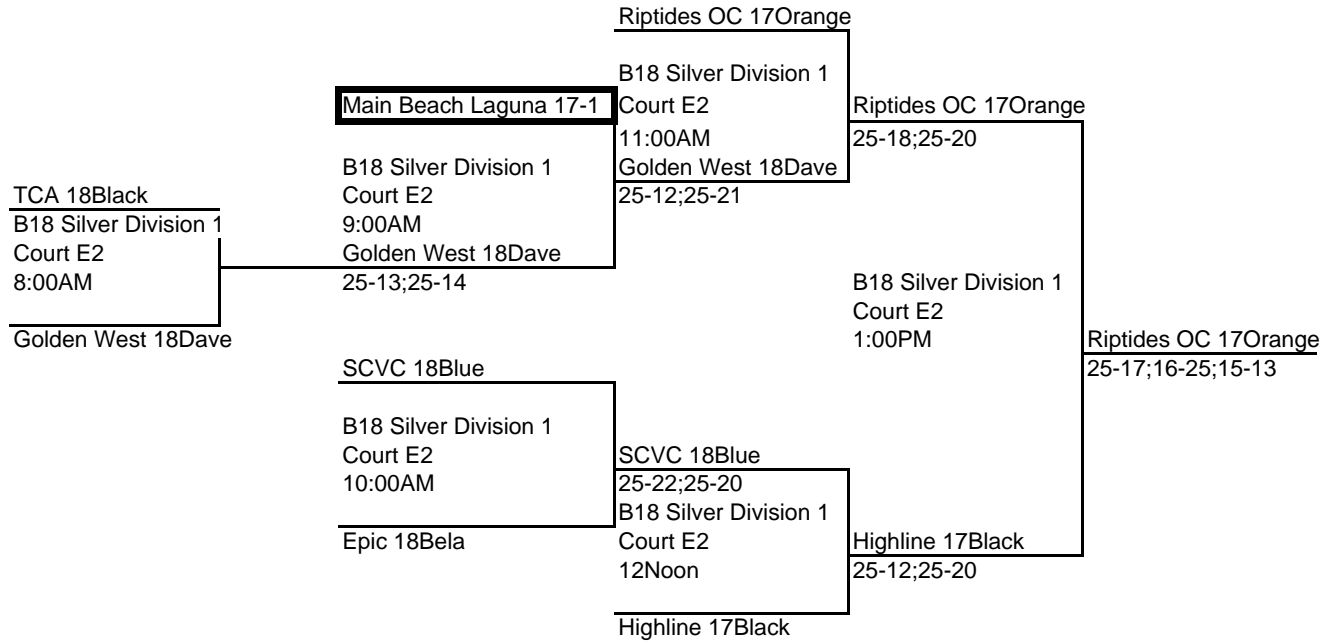 Riptides OC 17Orange
B18 Silver Division 1
Main Beach Laguna 17-1
Court E2
Riptides OC 17Orange
11:00AM
25-18;25-20
B18 Silver Division 1
Golden West 18Dave
TCA 18Black
Court E2
25-12;25-21
B18 Silver Division 1
9:00AM
Court E2
Golden West 18Dave
8:00AM
25-13;25-14
B18 Silver Division 1
Court E2
Golden West 18Dave
1:00PM
Riptides OC 17Orange
SCVC 18Blue
25-17;16-25;15-13
B18 Silver Division 1
Court E2
SCVC 18Blue
10:00AM
25-22;25-20
B18 Silver Division 1
Epic 18Bela
Court E2
Highline 17Black
12Noon
25-12;25-20
Highline 17Black